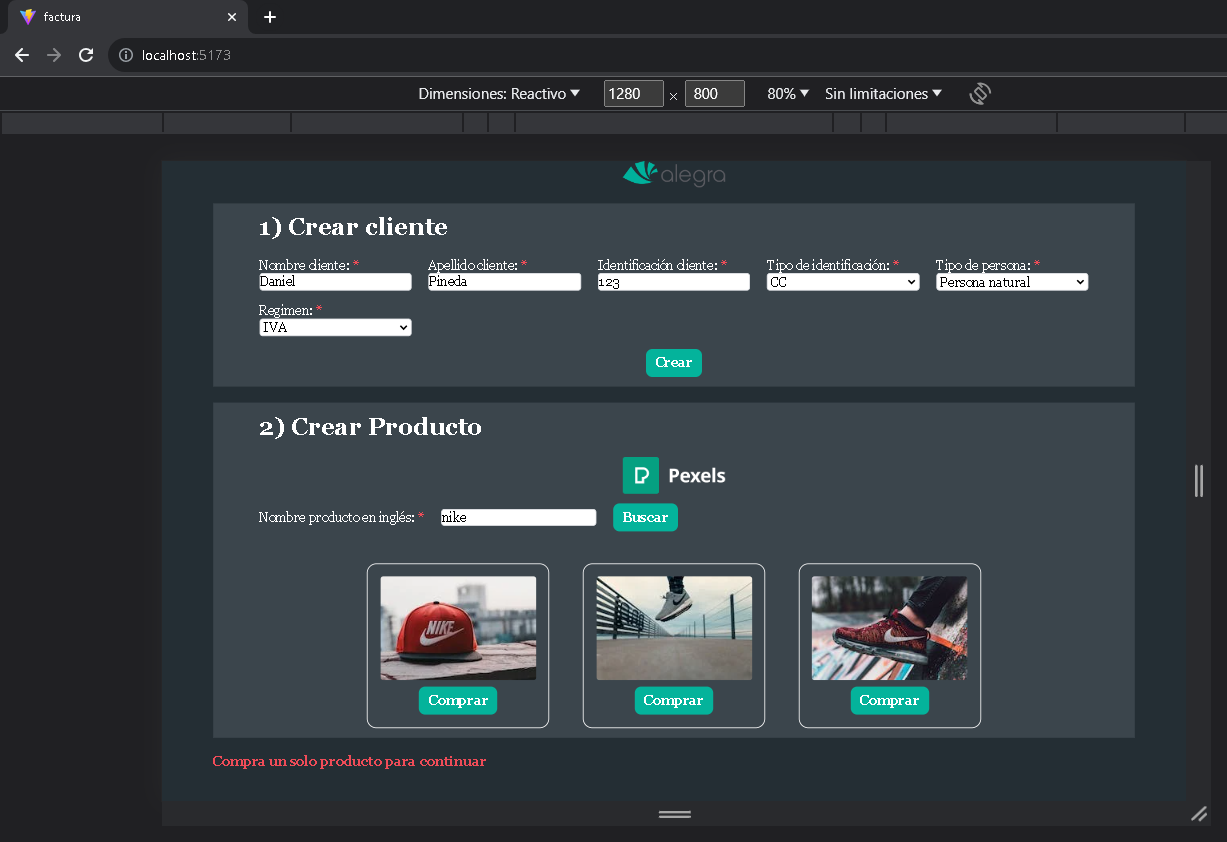 factura
localhost:5173
Dimensiones: Reactivo 1280 × 800 80% Sin limitaciones
alegra
1) Crear cliente
Nombre cliente: * Apellido cliente: * Identificación cliente: * Tipo de identificación: * Tipo de persona: *
Daniel Pineda 123 CC Persona natural
Regimen: *
IVA
Crear
2) Crear Producto
Pexels
Nombre producto en inglés: * nike Buscar
NIKE
Comprar Comprar Comprar
Compra un solo producto para continuar